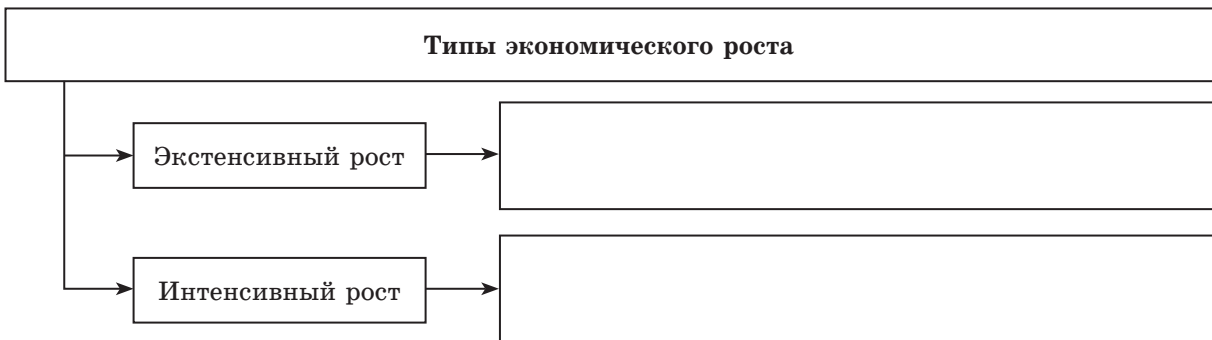 Типы экономического роста
Экстенсивный рост
Интенсивный рост